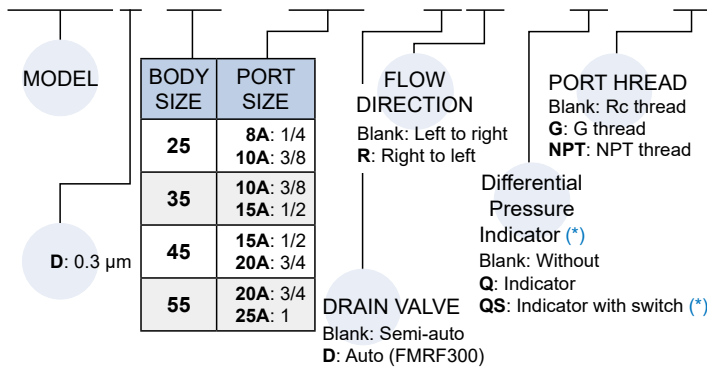 MODEL
D: 0.3 µm
BODY SIZE PORT SIZE
25 8A: 1/4
10A: 3/8
35 10A: 3/8
15A: 1/2
45 15A: 1/2
20A: 3/4
55 20A: 3/4
25A: 1
DRAIN VALVE
Blank: Semi-auto
D: Auto (FMRF300)
FLOW
DIRECTION
Blank: Left to right
R: Right to left
Differential
Pressure
Indicator (*)
Blank: Without
Q: Indicator
QS: Indicator with switch (*)
PORT HREAD
Blank: Rc thread
G: G thread
NPT: NPT thread